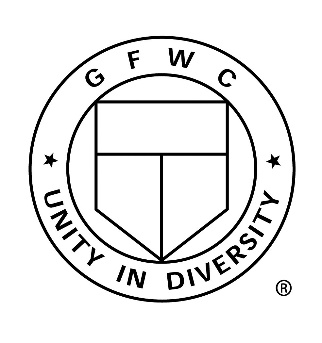 GFWC
★ UNITY IN DIVERSITY ★
®